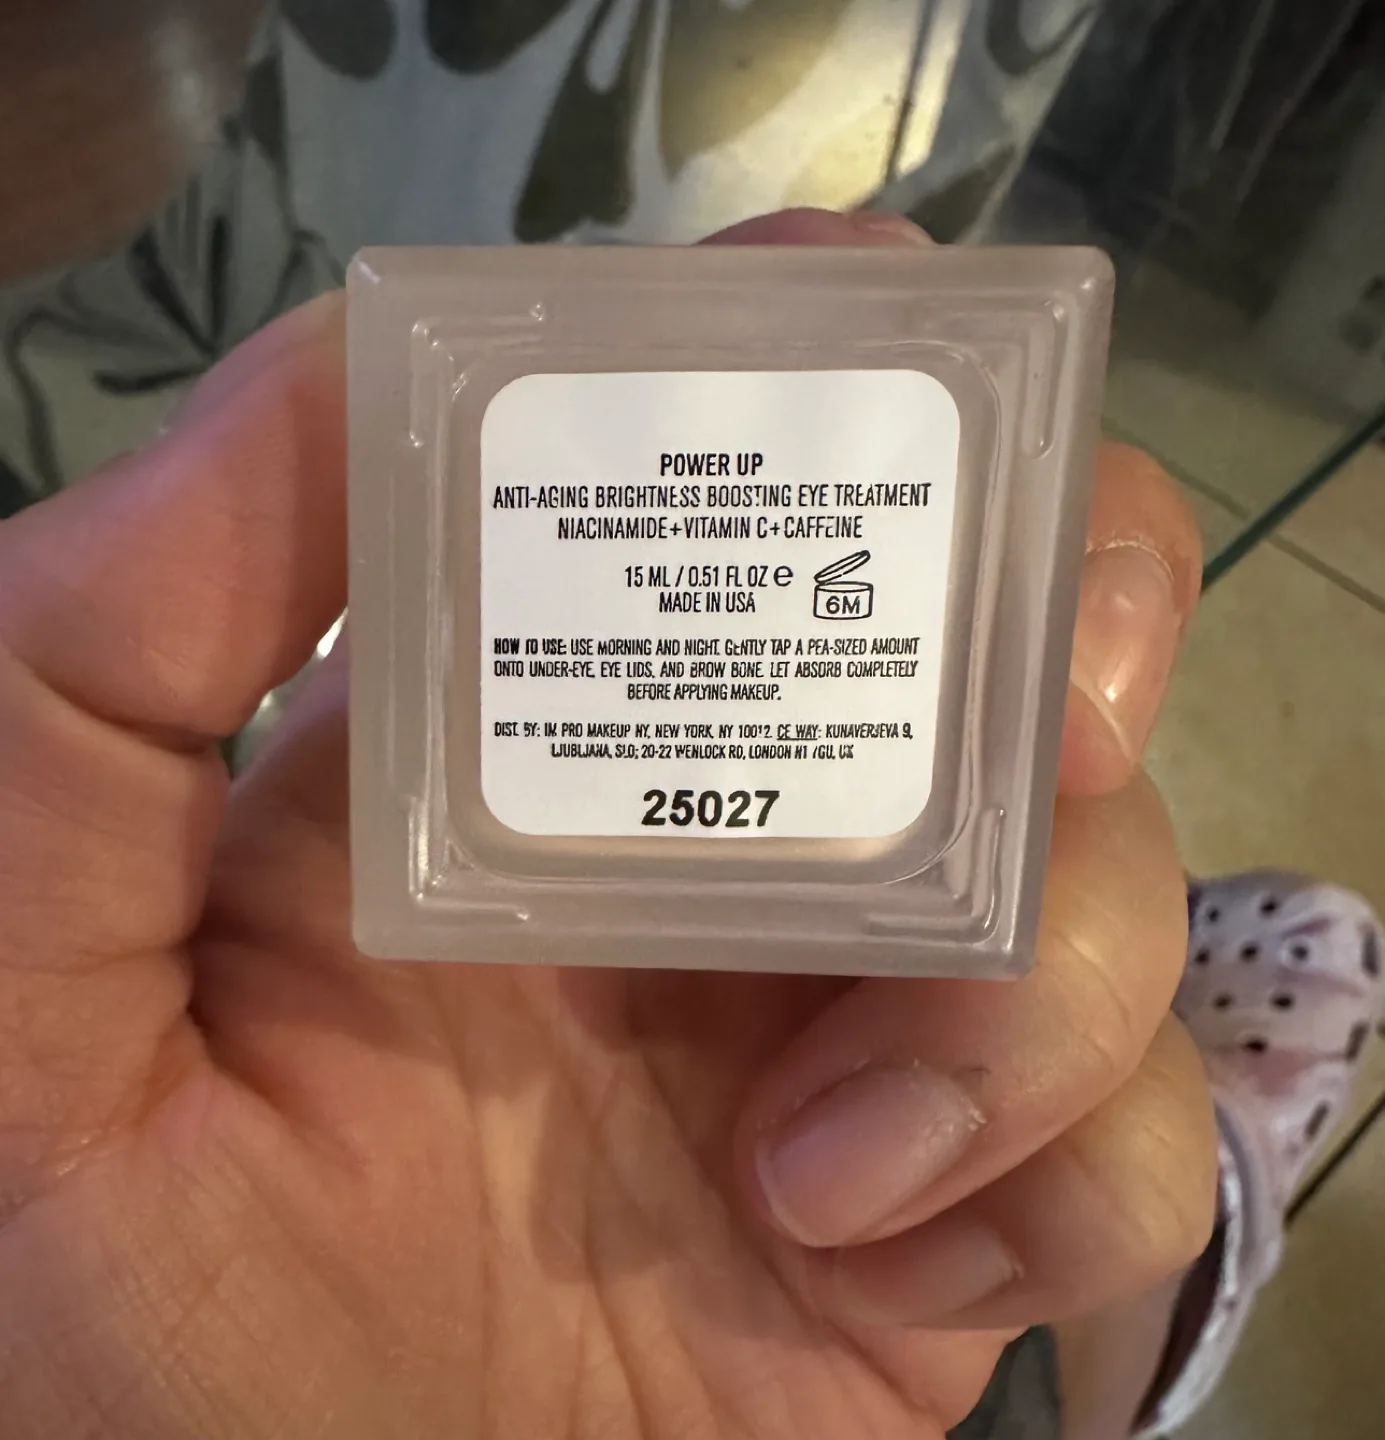 POWER UP
ANTI-AGING BRIGHTNESS BOOSTING EYE TREATMENT
NIACINAMIDE+VITAMIN C+CAFFEINE
15 ML / 0.51 FL OZ e
MADE IN USA
6M
HOW TO USE: USE MORNING AND NIGHT. GENTLY TAP A PEA-SIZED AMOUNT
ONTO UNDER-EYE, EYE LIDS, AND BROW BONE. LET ABSORB COMPLETELY
BEFORE APPLYING MAKEUP.
DIST. BY: IM PRO MAKEUP NY, NEW YORK, NY 10012. CE WAY: KUNAVERJEVA 9,
LJUBLJANA, SLO; 20-22 WENLOCK RD, LONDON N1 7GU, UK
25027